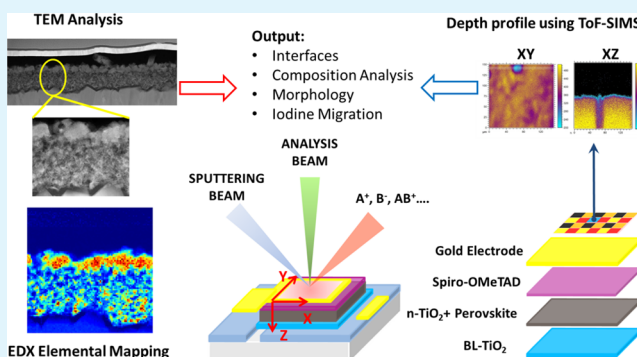 TEM Analysis
Depth profile using ToF-SIMS
Output:
• Interfaces
• Composition Analysis
• Morphology
• Iodine Migration
XY
XZ
ANALYSIS
BEAM
SPUTTERING
BEAM
A⁺, B⁻, AB⁺....
Y
X
Z
Gold Electrode
Spiro-OMeTAD
n-TiO₂+ Perovskite
BL-TiO₂
EDX Elemental Mapping